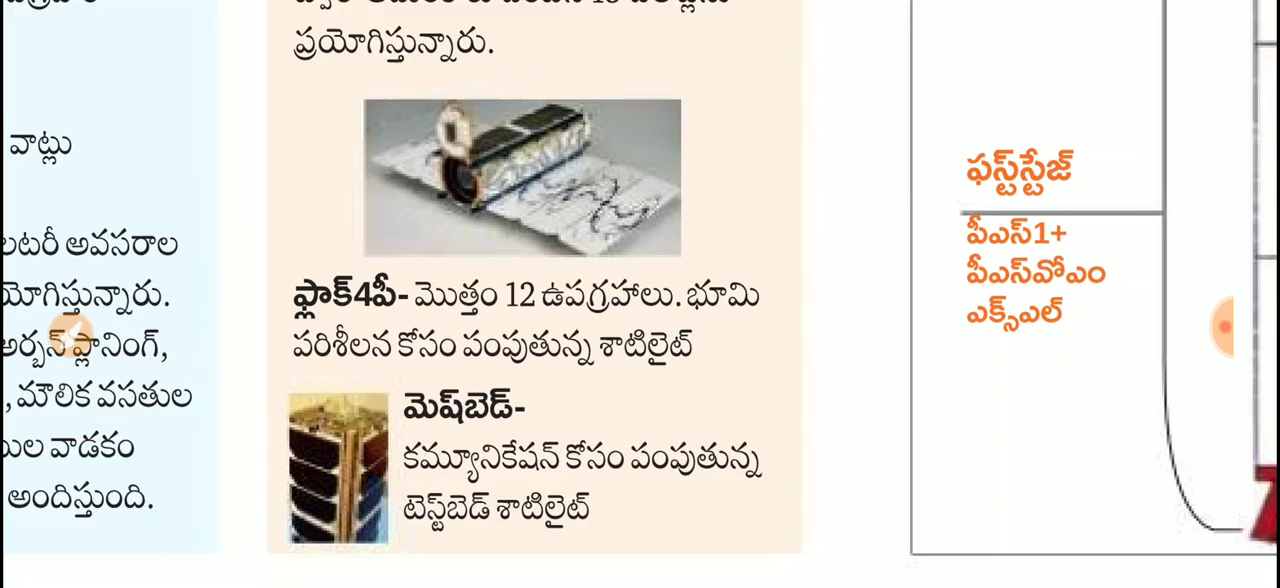 వాట్లు
లటరీ అవసరాల
యోగిస్తున్నారు.
అర్బన్‌ప్లానింగ్,
, మౌలిక వసతుల
ముల వాడకం
అందిస్తుంది.
ప్రయోగిస్తున్నారు.
ఫ్లాక్4పీ- మొత్తం 12 ఉపగ్రహాలు. భూమి
పరిశీలన కోసం పంపుతున్న శాటిలైట్
మెష్‌బెడ్-
కమ్యూనికేషన్ కోసం పంపుతున్న
టెస్ట్‌బెడ్ శాటిలైట్
ఫస్ట్‌స్టేజ్
పీఎస్1+
పీఎస్‌వోఎం
ఎక్స్ఎల్